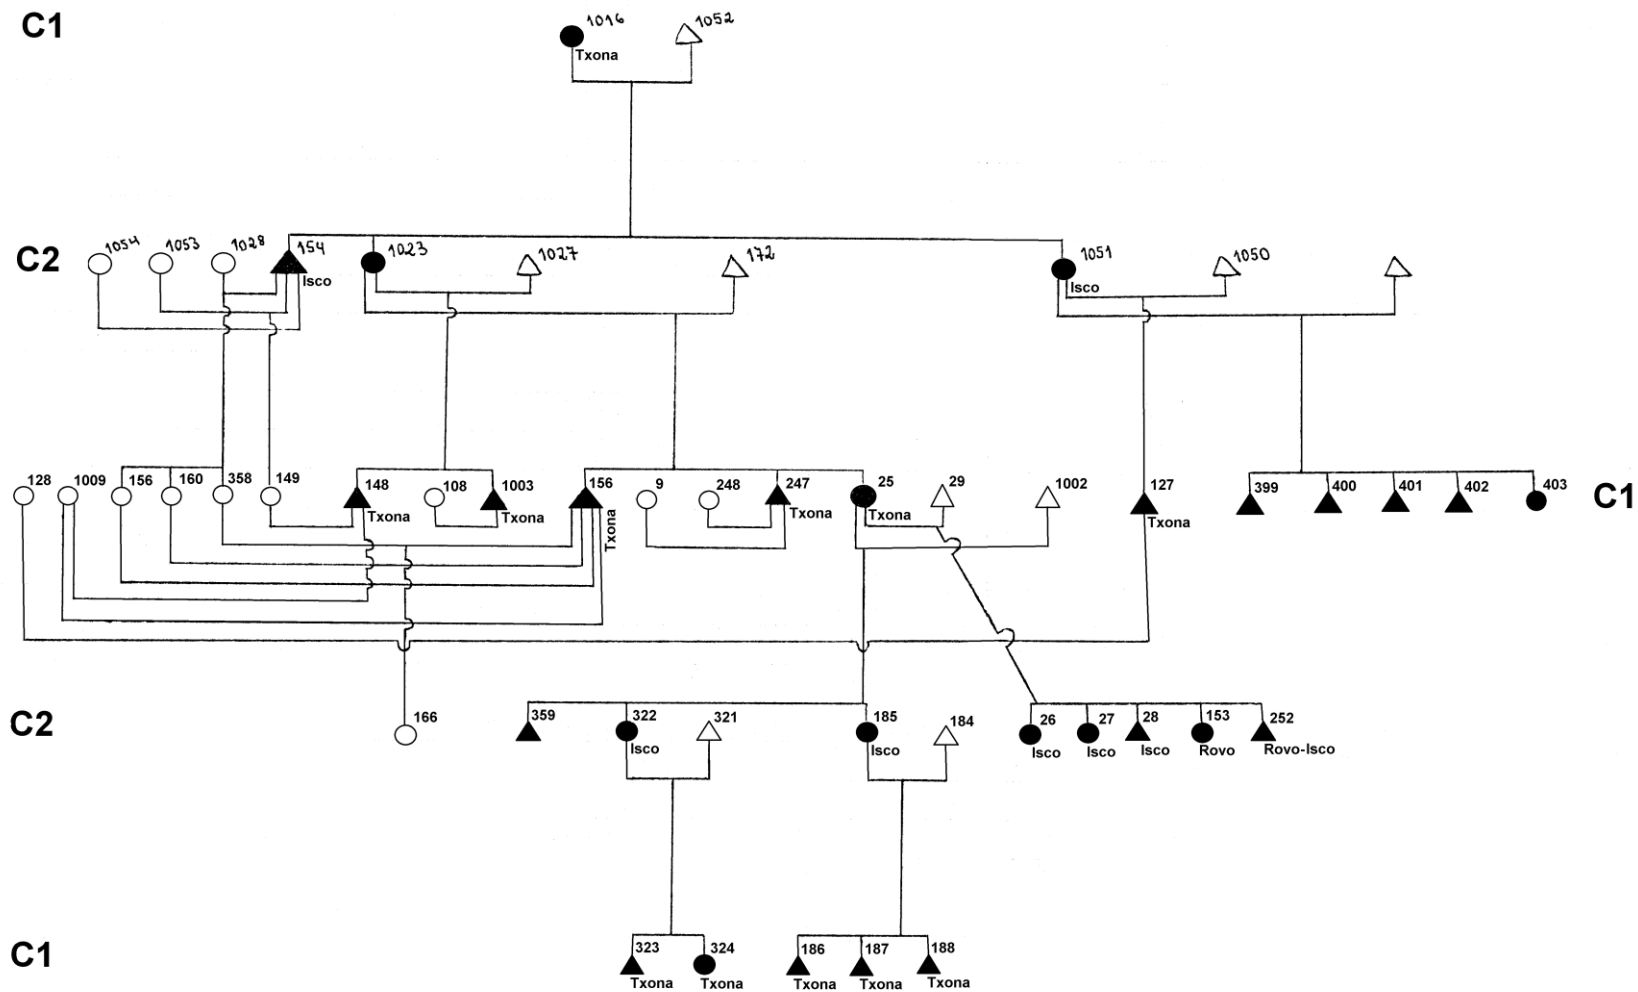 C1
1016
1052
Txona
C2
1054
1053
1028
154
1023
1027
172
1051
1050
Isco
Isco
128
1009
156
160
358
149
148
108
1003
156
9
248
247
25
29
1002
127
399
400
401
402
403
C1
Txona
Txona
Txona
Txona
Txona
Txona
C2
166
359
322
321
185
184
26
27
28
153
252
Isco
Isco
Isco
Isco
Isco
Rovo
Rovo-Isco
C1
323
324
186
187
188
Txona
Txona
Txona
Txona
Txona